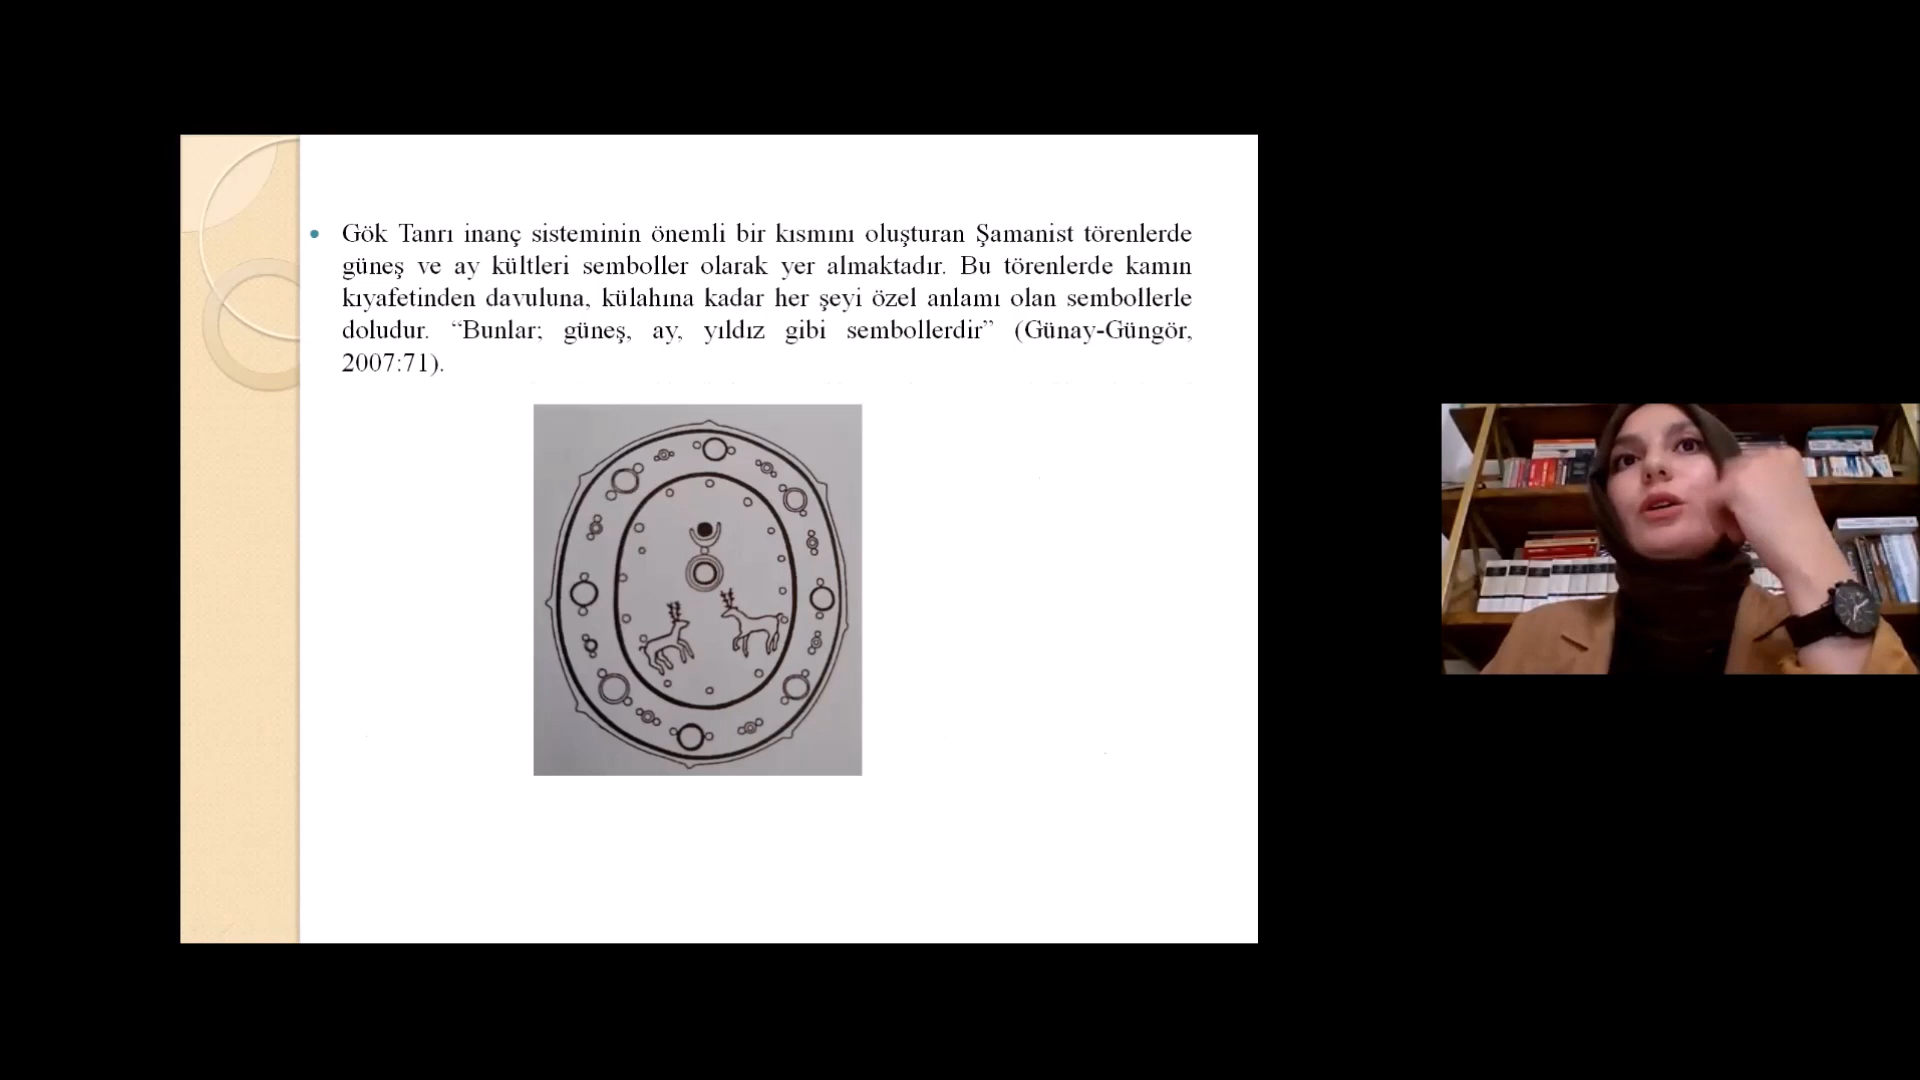 Gök Tanrı inanç sisteminin önemli bir kısmını oluşturan Şamanist törenlerde
güneş ve ay kültleri semboller olarak yer almaktadır. Bu törenlerde kamın
kıyafetinden davuluna, külahına kadar her şeyi özel anlamı olan sembollerle
doludur. “Bunlar; güneş, ay, yıldız gibi sembollerdir” (Günay-Güngör,
2007:71).